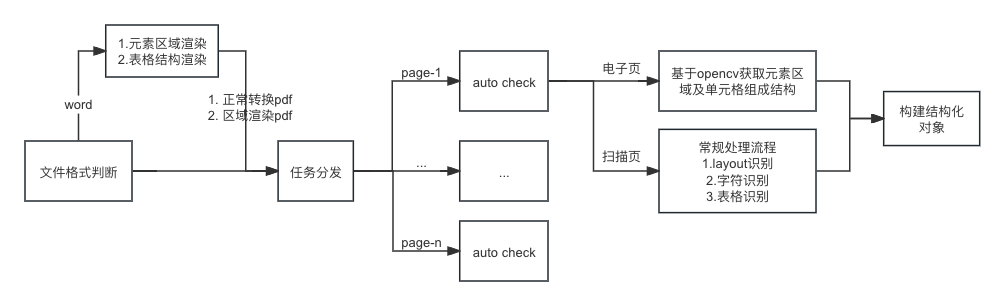 1.元素区域渲染
2.表格结构渲染
word
1. 正常转换pdf
2. 区域渲染pdf
文件格式判断
任务分发
page-1
auto check
...
...
page-n
auto check
电子页
基于opencv获取元素区
域及单元格组成结构
扫描页
常规处理流程
1.layout识别
2.字符识别
3.表格识别
构建结构化
对象